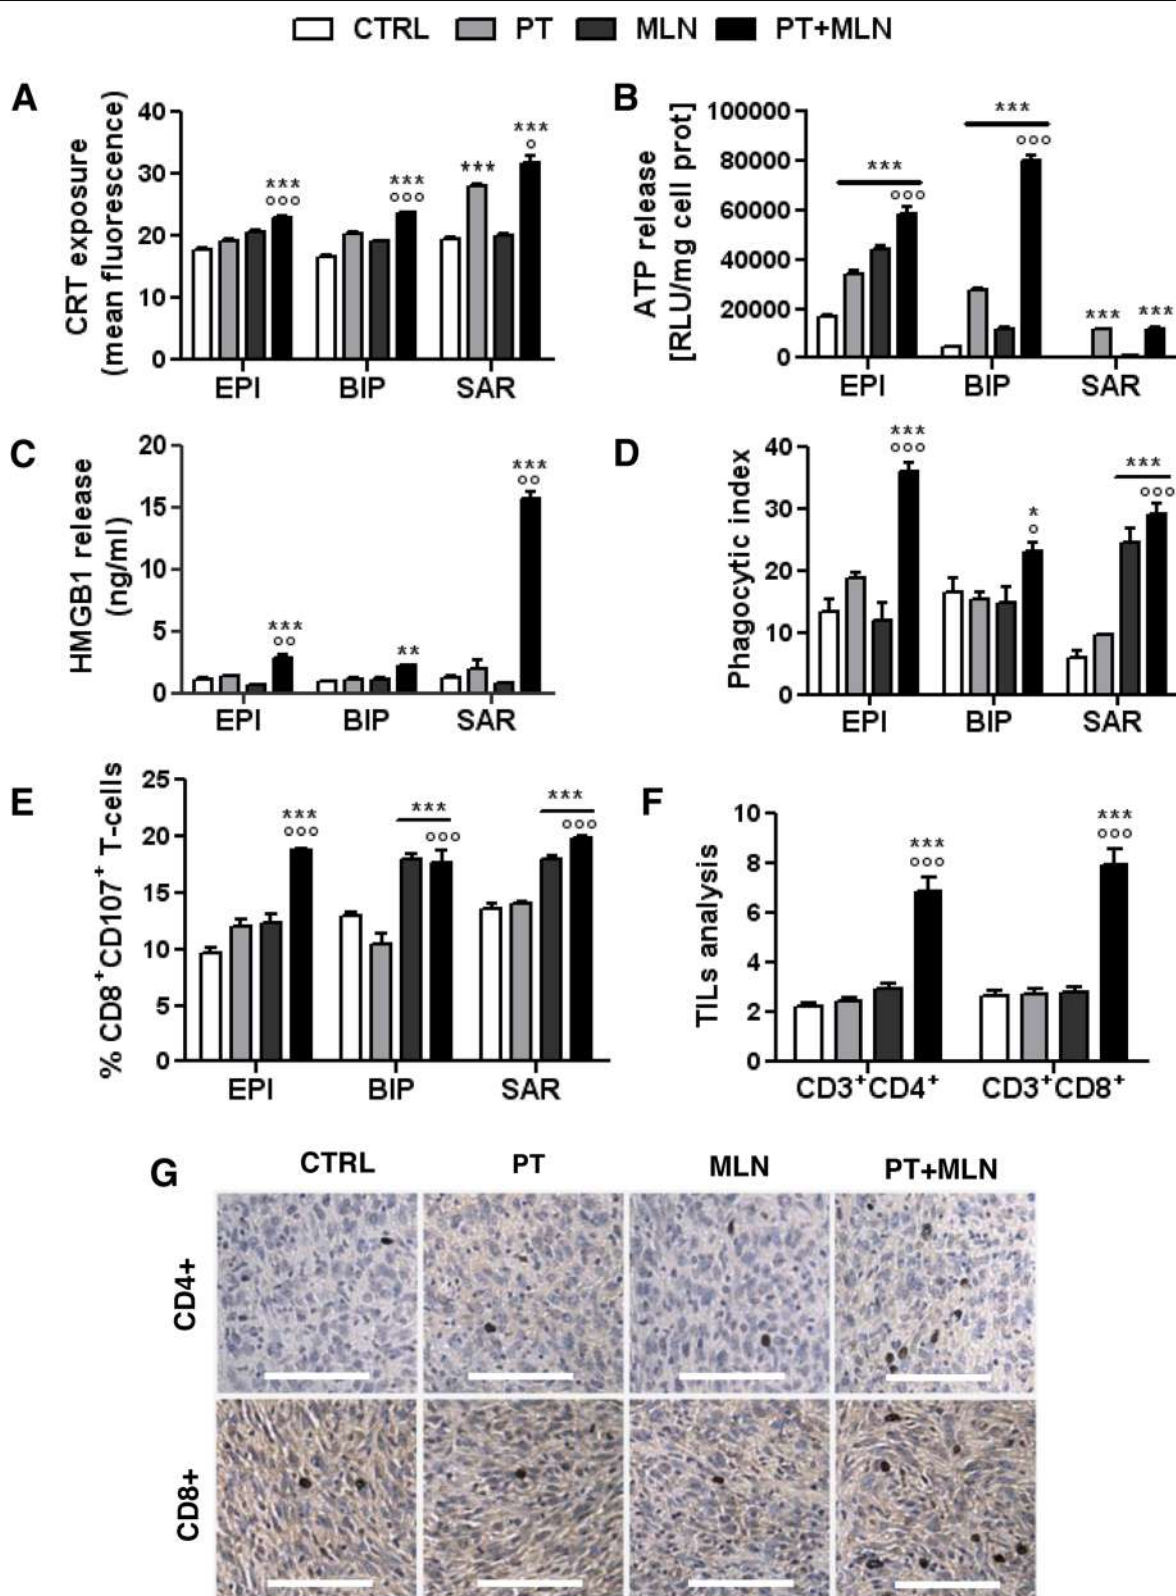 CTRL PT MLN PT+MLN
A
CRT exposure
(mean fluorescence)
40
30
20
10
0
***
°°°
***
°°°
***
***
°
EPI BIP SAR
B
ATP release
[RLU/mg cell prot]
100000
80000
60000
40000
20000
0
***
°°°
***
°°°
***
***
EPI BIP SAR
C
HMGB1 release
(ng/ml)
20
15
10
5
0
***
°°
**
***
°°
EPI BIP SAR
D
Phagocytic index
40
30
20
10
0
***
°°°
*
°
***
°°°
EPI BIP SAR
E
% CD8⁺CD107⁺ T-cells
25
20
15
10
5
0
***
°°°
***
°°°
***
°°°
EPI BIP SAR
F
TILs analysis
10
8
6
4
2
0
***
°°°
***
°°°
CD3⁺CD4⁺ CD3⁺CD8⁺
G
CTRL PT MLN PT+MLN
CD4+
CD8+